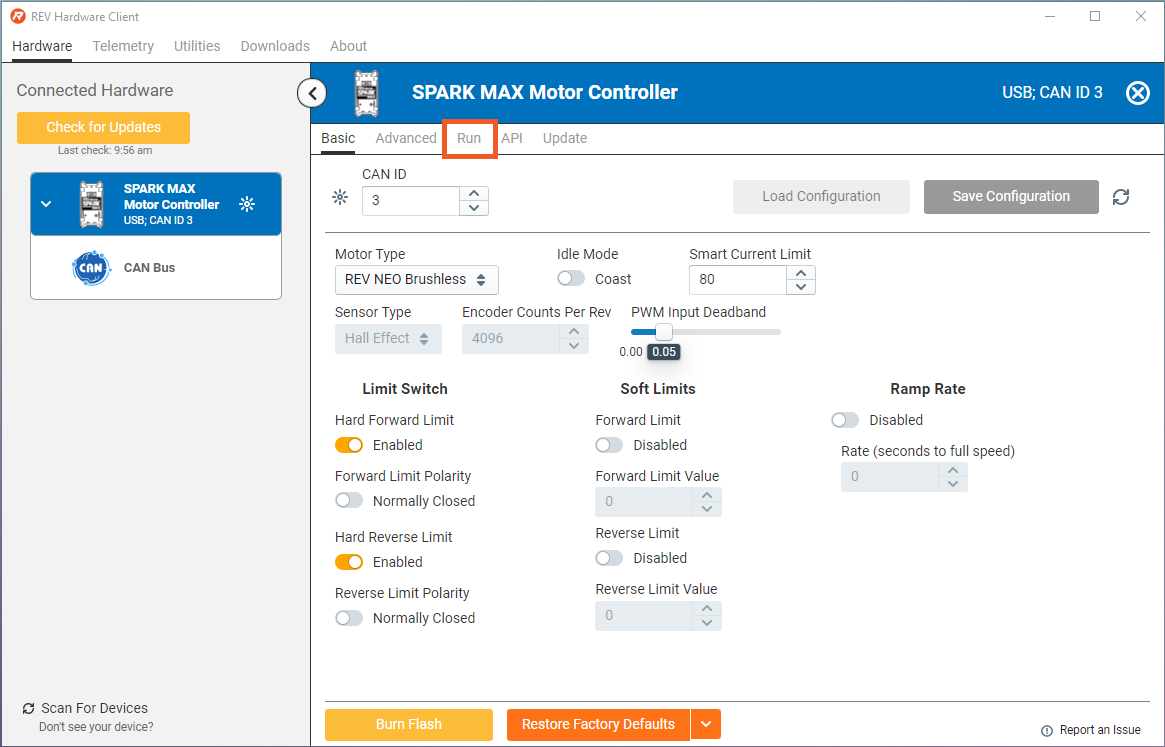 REV Hardware Client
Hardware Telemetry Utilities Downloads About
Connected Hardware
Check for Updates
Last check: 9:56 am
SPARK MAX
Motor Controller
USB; CAN ID 3
CAN
CAN Bus
Scan For Devices
Don't see your device?
SPARK MAX Motor Controller
USB; CAN ID 3
Basic Advanced Run API Update
CAN ID
3
Load Configuration
Save Configuration
Motor Type
REV NEO Brushless
Idle Mode
Coast
Smart Current Limit
80
Sensor Type
Hall Effect
Encoder Counts Per Rev
4096
PWM Input Deadband
0.00 0.05
Limit Switch
Hard Forward Limit
Enabled
Forward Limit Polarity
Normally Closed
Hard Reverse Limit
Enabled
Reverse Limit Polarity
Normally Closed
Soft Limits
Forward Limit
Disabled
Forward Limit Value
0
Reverse Limit
Disabled
Reverse Limit Value
0
Ramp Rate
Disabled
Rate (seconds to full speed)
0
Burn Flash
Restore Factory Defaults
Report an Issue